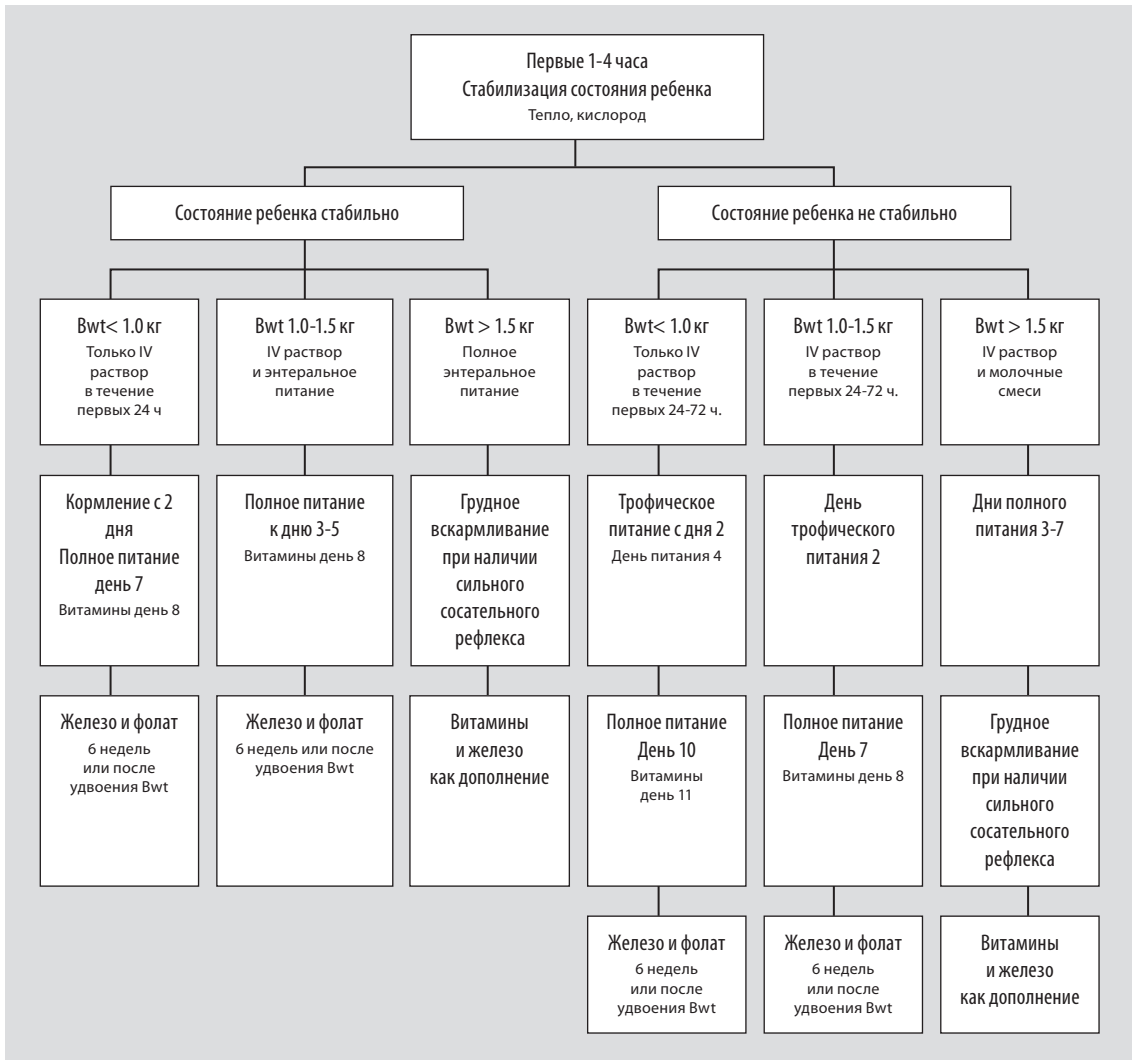 Первые 1-4 часа
Стабилизация состояния ребенка
Тепло, кислород
Состояние ребенка стабильно
Состояние ребенка не стабильно
Bwt< 1.0 кг
Только IV
раствор
в течение
первых 24 ч
Bwt 1.0-1.5 кг
IV раствор
и энтеральное
питание
Bwt > 1.5 кг
Полное
энтеральное
питание
Bwt< 1.0 кг
Только IV
раствор
в течение
первых 24-72 ч.
Bwt 1.0-1.5 кг
IV раствор
в течение
первых 24-72 ч.
Bwt > 1.5 кг
IV раствор
и молочные
смеси
Кормление с 2
дня
Полное питание
день 7
Витамины день 8
Полное питание
к дню 3-5
Витамины день 8
Грудное
вскармливание
при наличии
сильного
сосательного
рефлекса
Трофическое
питание с дня 2
День питания 4
День
трофического
питания 2
Дни полного
питания 3-7
Железо и фолат
6 недель
или после
удвоения Bwt
Железо и фолат
6 недель или после
удвоения Bwt
Витамины
и железо
как дополнение
Полное питание
День 10
Витамины
день 11
Полное питание
День 7
Витамины день 8
Грудное
вскармливание
при наличии
сильного
сосательного
рефлекса
Железо и фолат
6 недель
или после
удвоения Bwt
Железо и фолат
6 недель
или после
удвоения Bwt
Витамины
и железо
как дополнение